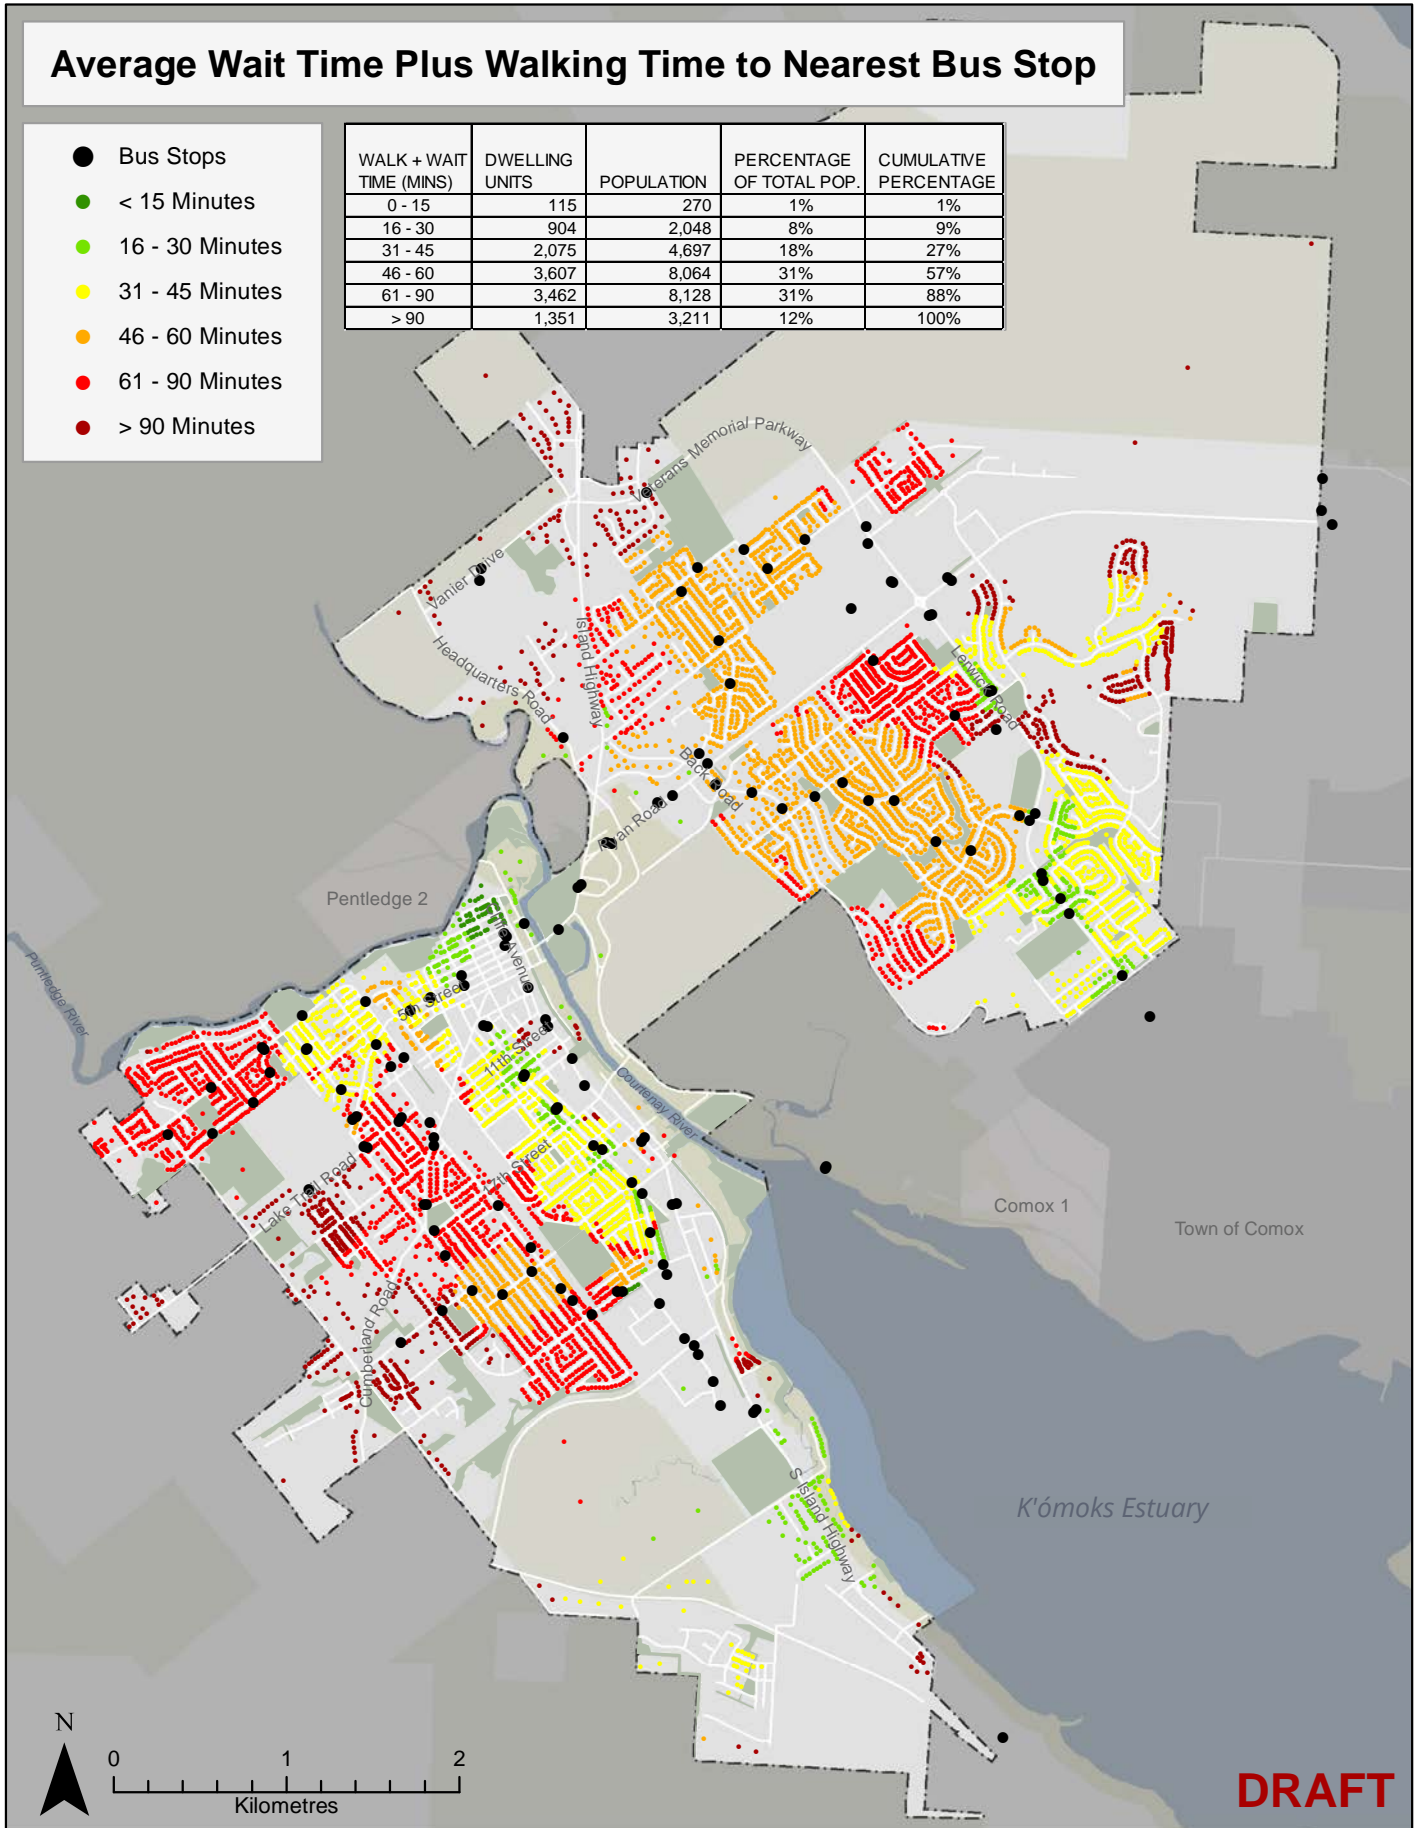 Average Wait Time Plus Walking Time to Nearest Bus Stop
Bus Stops
< 15 Minutes
16 - 30 Minutes
31 - 45 Minutes
46 - 60 Minutes
61 - 90 Minutes
> 90 Minutes
WALK + WAIT TIME (MINS) DWELLING UNITS POPULATION PERCENTAGE OF TOTAL POP. CUMULATIVE PERCENTAGE
0 - 15 115 270 1% 1%
16 - 30 904 2,048 8% 9%
31 - 45 2,075 4,697 18% 27%
46 - 60 3,607 8,064 31% 57%
61 - 90 3,462 8,128 31% 88%
> 90 1,351 3,211 12% 100%
Veterans Memorial Parkway
Vanier Drive
Headquarters Road
Island Highway
Lerwick Road
Back Road
Ryan Road
Pentledge 2
Puntledge River
5th Street
11th Street
Courtenay River
17th Street
Lake Trail Road
Cumberland Road
Comox 1
Town of Comox
S Island Highway
K'ómoks Estuary
N
0 1 2
Kilometres
DRAFT